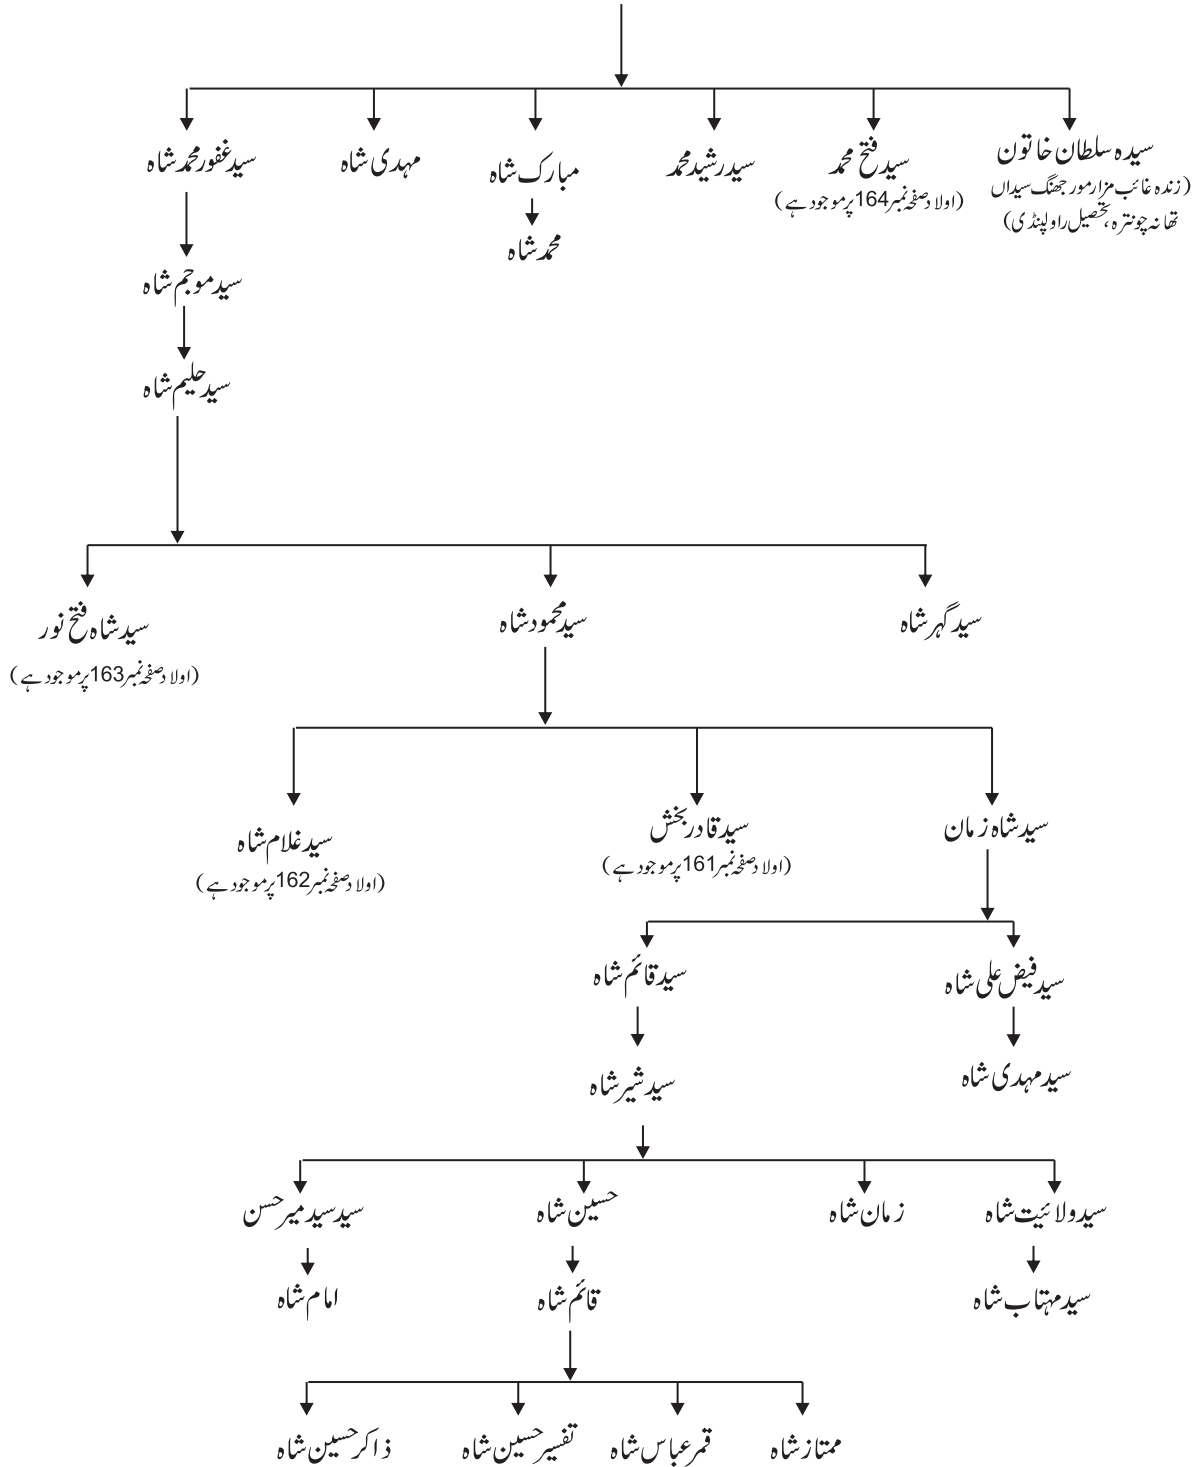 سیدہ سلطان خاتون
(زندہ غائب مزار مور جھنگ سیداں
تھانہ چونترہ، تحصیل راولپنڈی)
سید فتح محمد
(اولاد صفحہ نمبر 164 پر موجود ہے)
سید رشید محمد
مبارک شاہ
محمد شاہ
مہدی شاہ
سید غفور محمد شاہ
سید موجم شاہ
سید حلیم شاہ
سید گہر شاہ
سید محمود شاہ
سید شاہ فتح نور
(اولاد صفحہ نمبر 163 پر موجود ہے)
سید شاہ زمان
سید قادر بخش
(اولاد صفحہ نمبر 161 پر موجود ہے)
سید غلام شاہ
(اولاد صفحہ نمبر 162 پر موجود ہے)
سید فیض علی شاہ
سید قائم شاہ
سید مہدی شاہ
سید شیر شاہ
سید ولائیت شاہ
زمان شاہ
حسین شاہ
سید سید میر حسن
سید مہتاب شاہ
قائم شاہ
امام شاہ
ممتاز شاہ
قمر عباس شاہ
تفسیر حسین شاہ
ذاکر حسین شاہ